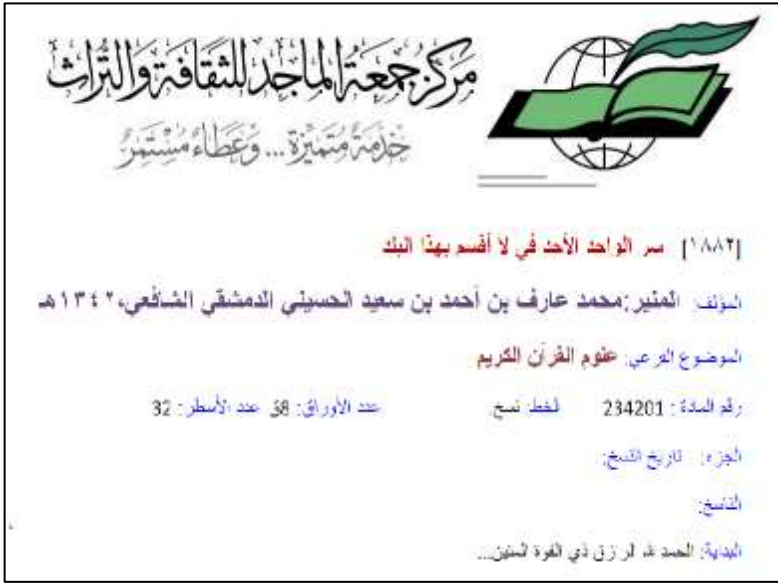 مركز جمعة الماجد للثقافة والتراث
خدمة متميزة ... وعطاء مستمر
[١٨٨٢] سر الواحد الأحد في لا أقسم بهذا البلد
المؤلف: المنير:محمد عارف بن أحمد بن سعيد الحسيني الدمشقي الشافعي،١٣٤٢هـ
الموضوع الفرعي: علوم القرآن الكريم
رقم المادة : 234201 الخط: نسخ عدد الأوراق: عدد الأسطر: 32
الجزء: تاريخ النسخ:
الناسخ:
البداية: الحمد لله الرزاق ذي القوة المتين...